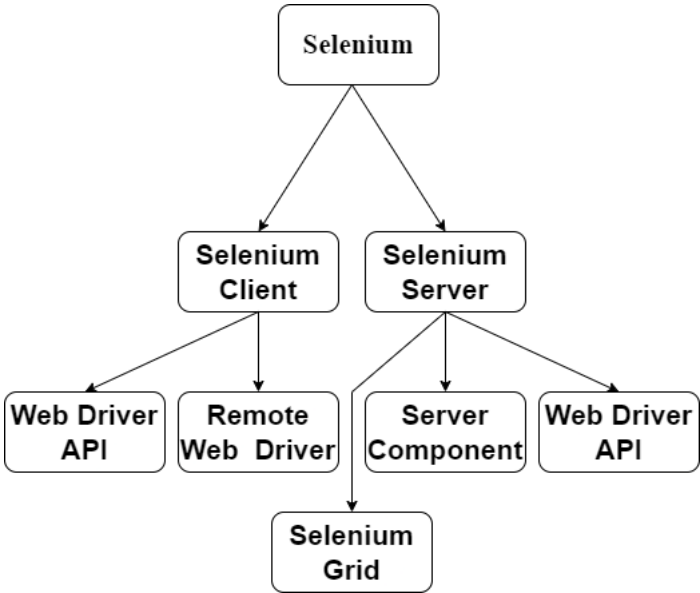 Selenium
Selenium
Client
Selenium
Server
Web Driver
API
Remote
Web Driver
Server
Component
Web Driver
API
Selenium
Grid